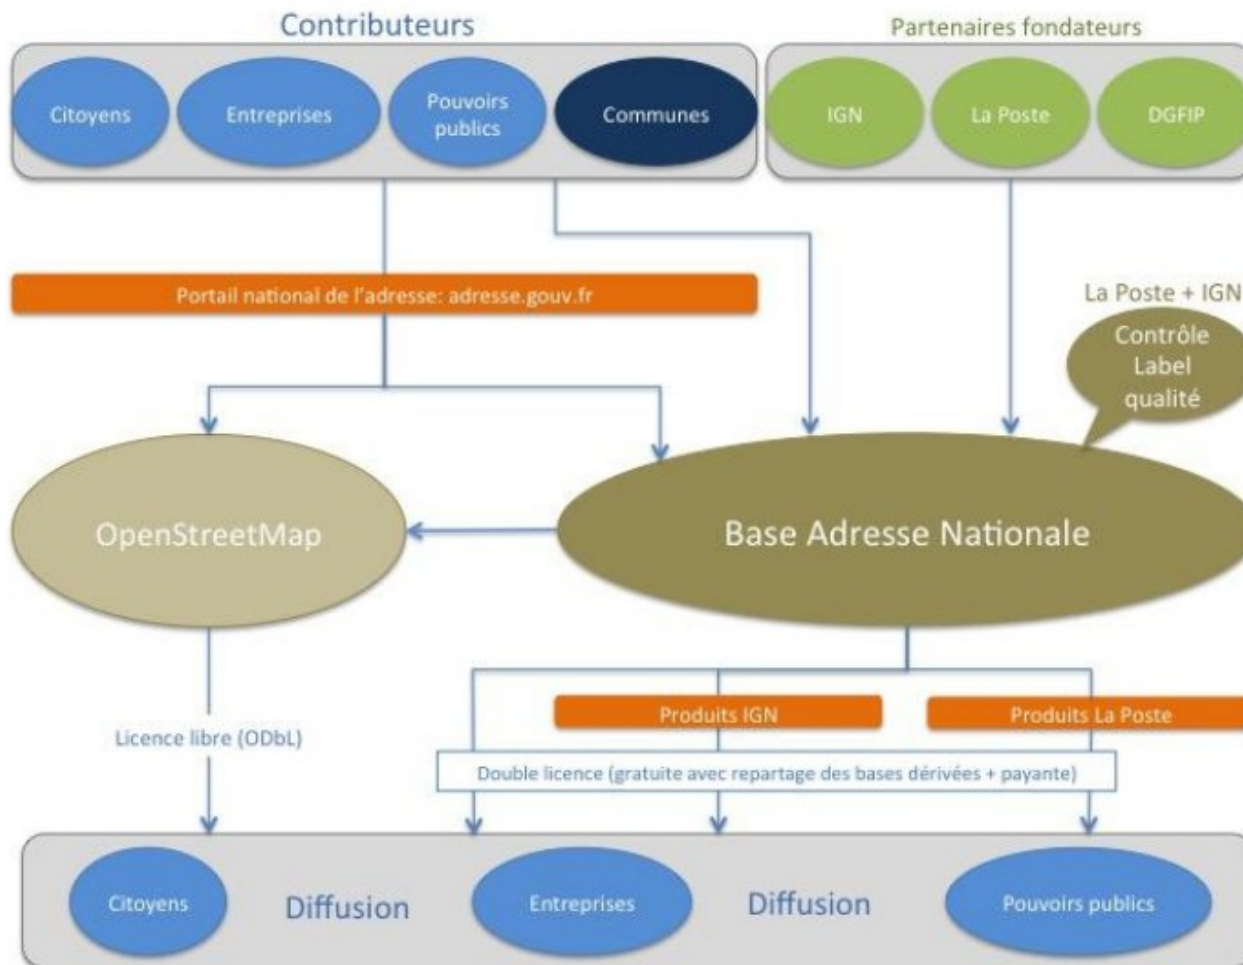 Contributeurs
Partenaires fondateurs
Citoyens
Entreprises
Pouvoirs
publics
Communes
IGN
La Poste
DGFIP
Portail national de l'adresse: adresse.gouv.fr
La Poste + IGN
Contrôle
Label
qualité
OpenStreetMap
Base Adresse Nationale
Produits IGN
Produits La Poste
Licence libre (ODbL)
Double licence (gratuite avec repartage des bases dérivées + payante)
Citoyens
Diffusion
Entreprises
Diffusion
Pouvoirs publics